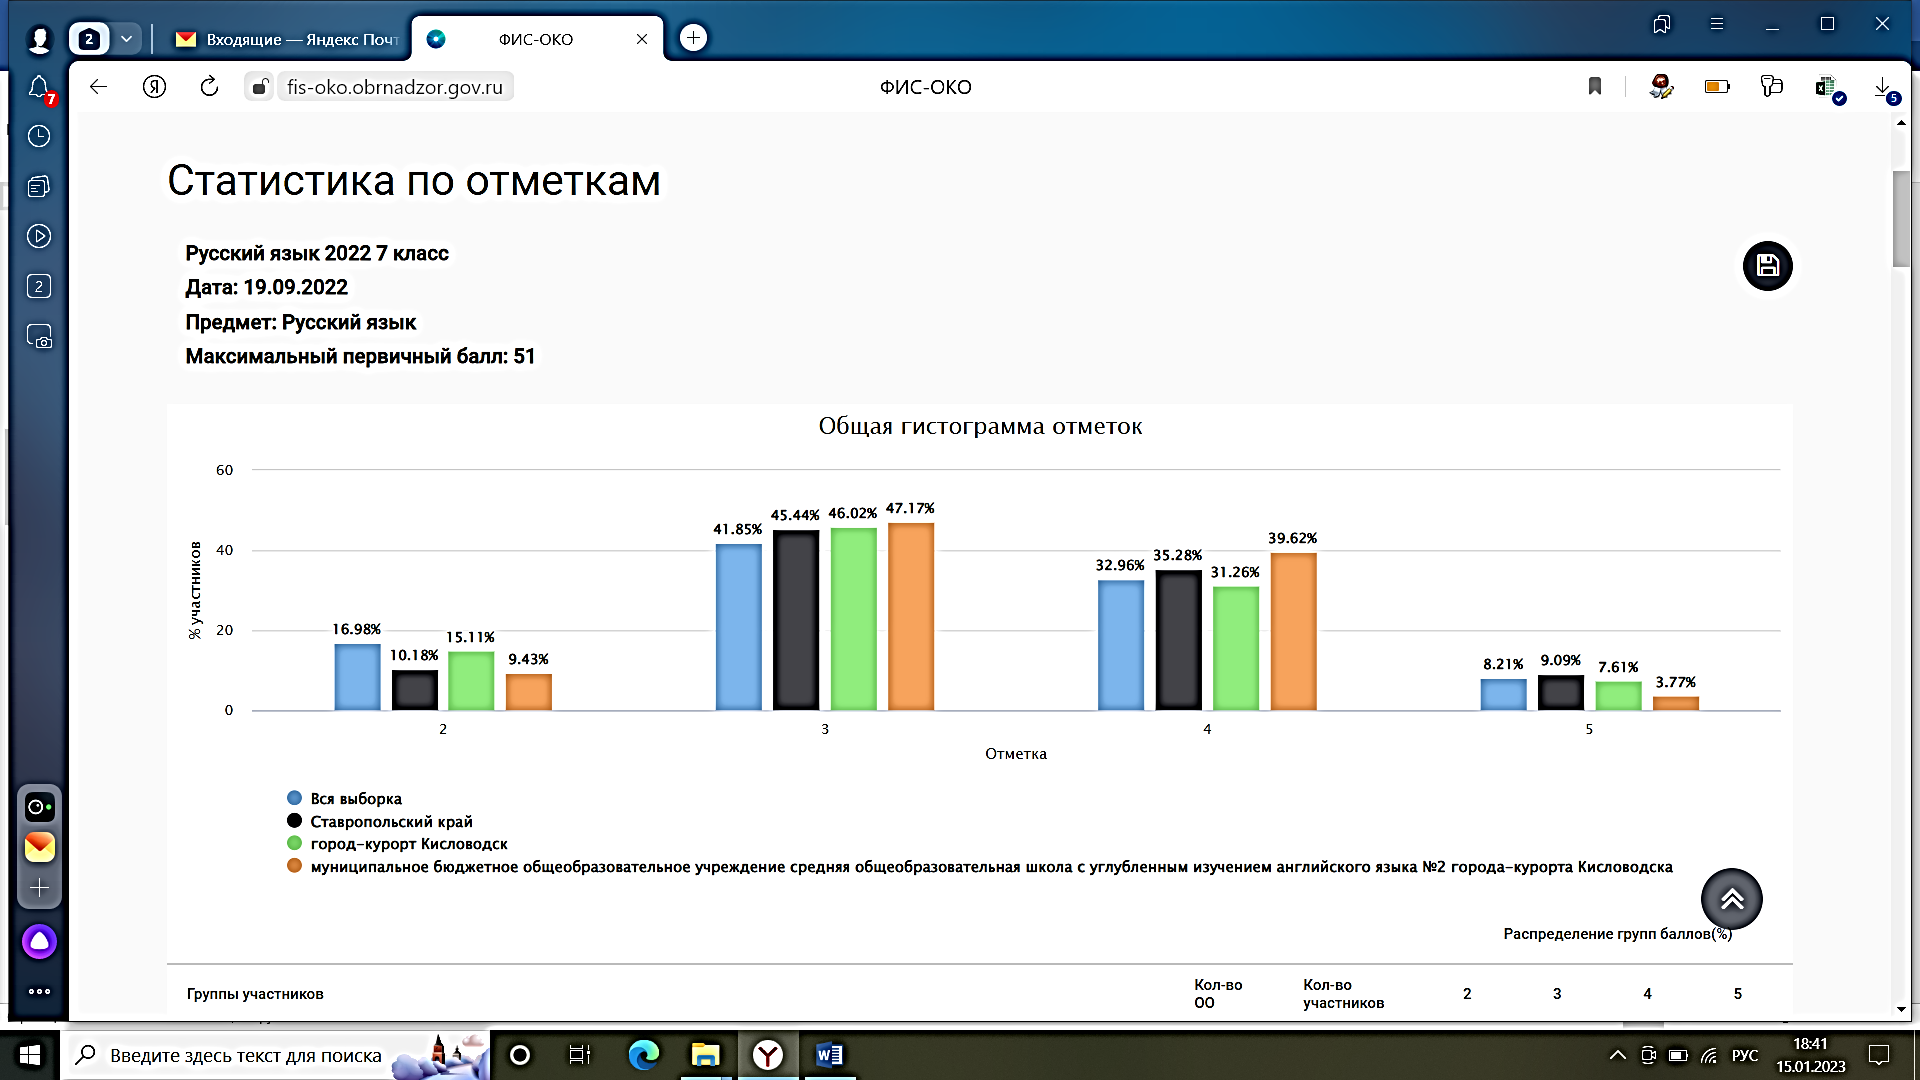 2
Входящие — Яндекс Почт
ФИС-ОКО
7
fis-oko.obrnadzor.gov.ru
ФИС-ОКО
5
2
Статистика по отметкам
Русский язык 2022 7 класс
Дата: 19.09.2022
Предмет: Русский язык
Максимальный первичный балл: 51
Общая гистограмма отметок
% участников
60
40
20
0
16.98% 10.18% 15.11% 9.43%
41.85% 45.44% 46.02% 47.17%
32.96% 35.28% 31.26% 39.62%
8.21% 9.09% 7.61% 3.77%
2 3 4 5
Отметка
Вся выборка
Ставропольский край
город-курорт Кисловодск
муниципальное бюджетное общеобразовательное учреждение средняя общеобразовательная школа с углубленным изучением английского языка №2 города-курорта Кисловодска
Распределение групп баллов(%)
Группы участников
Кол-во
ОО
Кол-во
участников
2 3 4 5
Введите здесь текст для поиска
РУС
18:41
15.01.2023